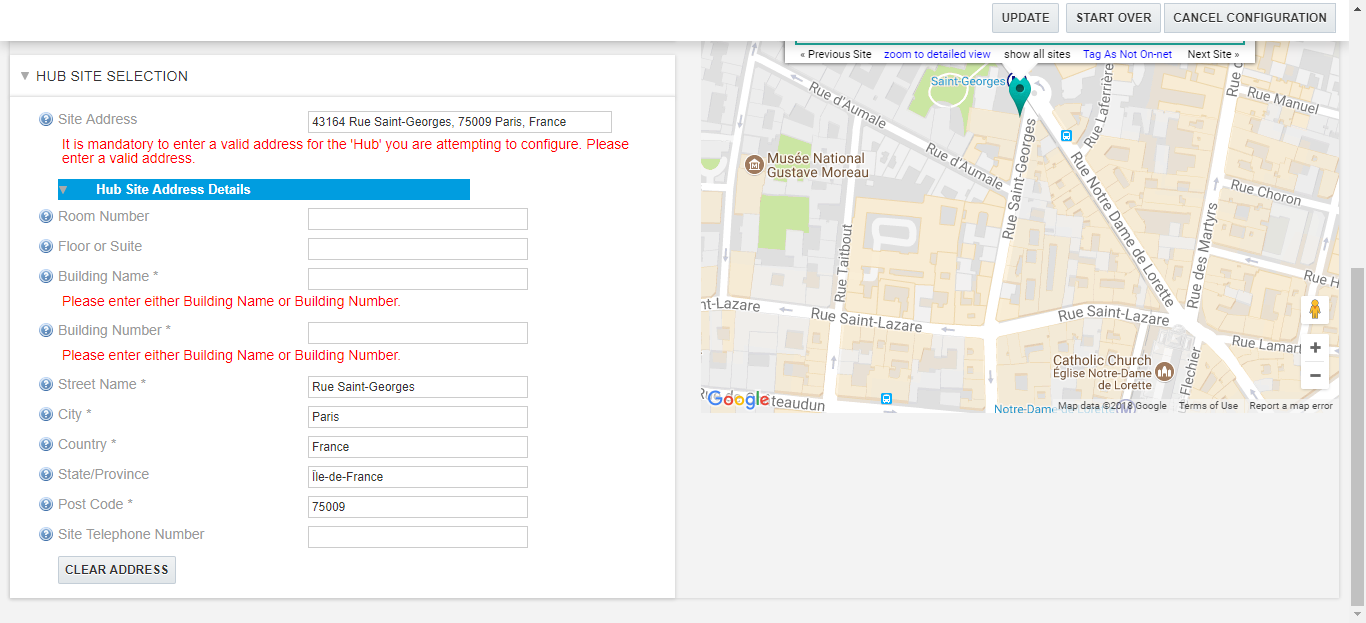 UPDATE
START OVER
CANCEL CONFIGURATION
HUB SITE SELECTION
Site Address
43164 Rue Saint-Georges, 75009 Paris, France
It is mandatory to enter a valid address for the 'Hub' you are attempting to configure. Please
enter a valid address.
Hub Site Address Details
Room Number
Floor or Suite
Building Name *
Please enter either Building Name or Building Number.
Building Number *
Please enter either Building Name or Building Number.
Street Name *
Rue Saint-Georges
City *
Paris
Country *
France
State/Province
Île-de-France
Post Code *
75009
Site Telephone Number
CLEAR ADDRESS
« Previous Site
zoom to detailed view
show all sites
Tag As Not On-net
Next Site »
Saint-Georges
Rue d'Aumale
Rue Laferrière
Rue C
Rue Manuel
Musée National
Gustave Moreau
Rue d'Aumale
Rue Saint-Georges
Rue Notre Dame de Lorette
Rue Choron
Rue des Martyrs
Rue Taitbout
Rue H
nt-Lazare
Rue Saint-Lazare
Rue Saint-Lazare
Rue Lamart
Catholic Church
Église Notre-Dame
de Lorette
Flechier
Google
teaudun
Notre-Dame
Map data ©2018 Google
Terms of Use
Report a map error